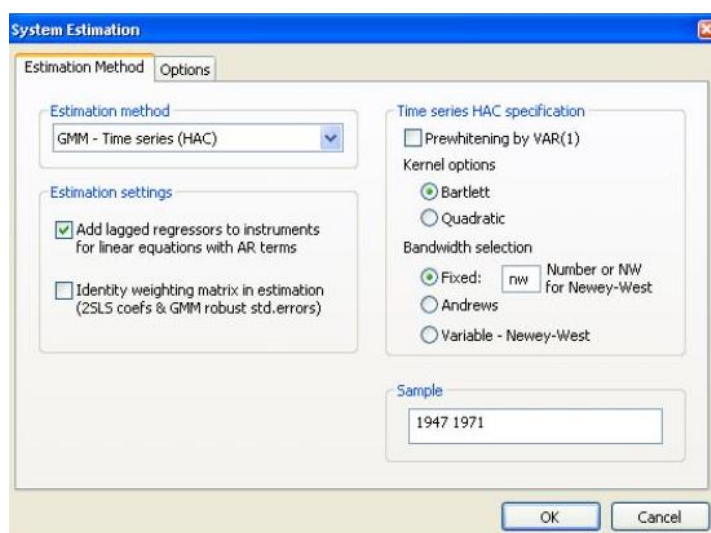 System Estimation
Estimation Method
Options
Estimation method
GMM - Time series (HAC)
Estimation settings
Add lagged regressors to instruments
for linear equations with AR terms
Identity weighting matrix in estimation
(2SLS coefs & GMM robust std.errors)
Time series HAC specification
Prewhitening by VAR(1)
Kernel options
Bartlett
Quadratic
Bandwidth selection
Fixed: nw Number or NW
for Newey-West
Andrews
Variable - Newey-West
Sample
1947 1971
OK
Cancel